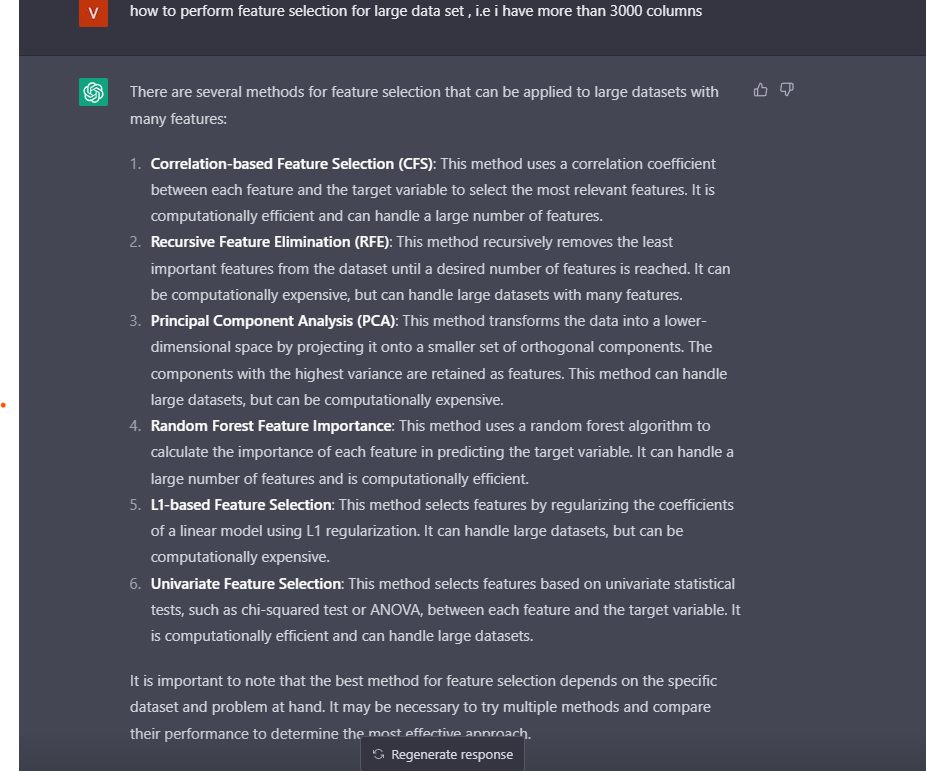 V
how to perform feature selection for large data set , i.e i have more than 3000 columns
There are several methods for feature selection that can be applied to large datasets with
many features:
1. Correlation-based Feature Selection (CFS): This method uses a correlation coefficient
between each feature and the target variable to select the most relevant features. It is
computationally efficient and can handle a large number of features.
2. Recursive Feature Elimination (RFE): This method recursively removes the least
important features from the dataset until a desired number of features is reached. It can
be computationally expensive, but can handle large datasets with many features.
3. Principal Component Analysis (PCA): This method transforms the data into a lower-
dimensional space by projecting it onto a smaller set of orthogonal components. The
components with the highest variance are retained as features. This method can handle
large datasets, but can be computationally expensive.
4. Random Forest Feature Importance: This method uses a random forest algorithm to
calculate the importance of each feature in predicting the target variable. It can handle a
large number of features and is computationally efficient.
5. L1-based Feature Selection: This method selects features by regularizing the coefficients
of a linear model using L1 regularization. It can handle large datasets, but can be
computationally expensive.
6. Univariate Feature Selection: This method selects features based on univariate statistical
tests, such as chi-squared test or ANOVA, between each feature and the target variable. It
is computationally efficient and can handle large datasets.
It is important to note that the best method for feature selection depends on the specific
dataset and problem at hand. It may be necessary to try multiple methods and compare
their performance to determine the most effective approach.
Regenerate response